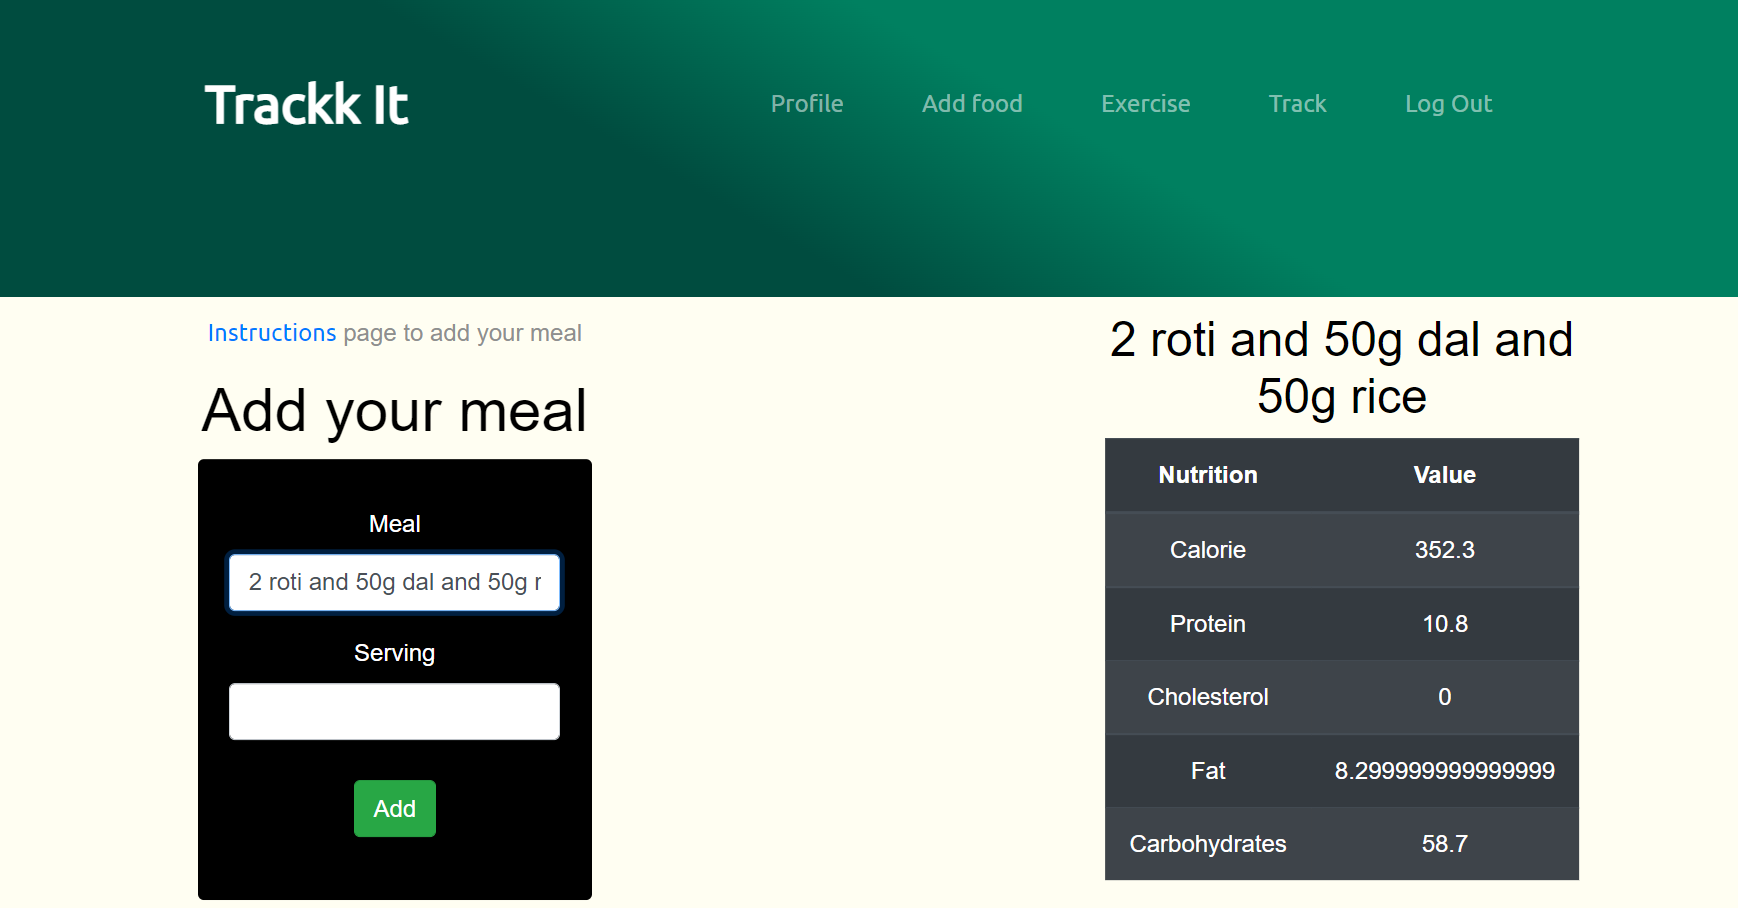 Trackk It
Profile Add food Exercise Track Log Out
Instructions page to add your meal
Add your meal
Meal
2 roti and 50g dal and 50g r
Serving
Add
2 roti and 50g dal and
50g rice
Nutrition Value
Calorie 352.3
Protein 10.8
Cholesterol 0
Fat 8.299999999999999
Carbohydrates 58.7